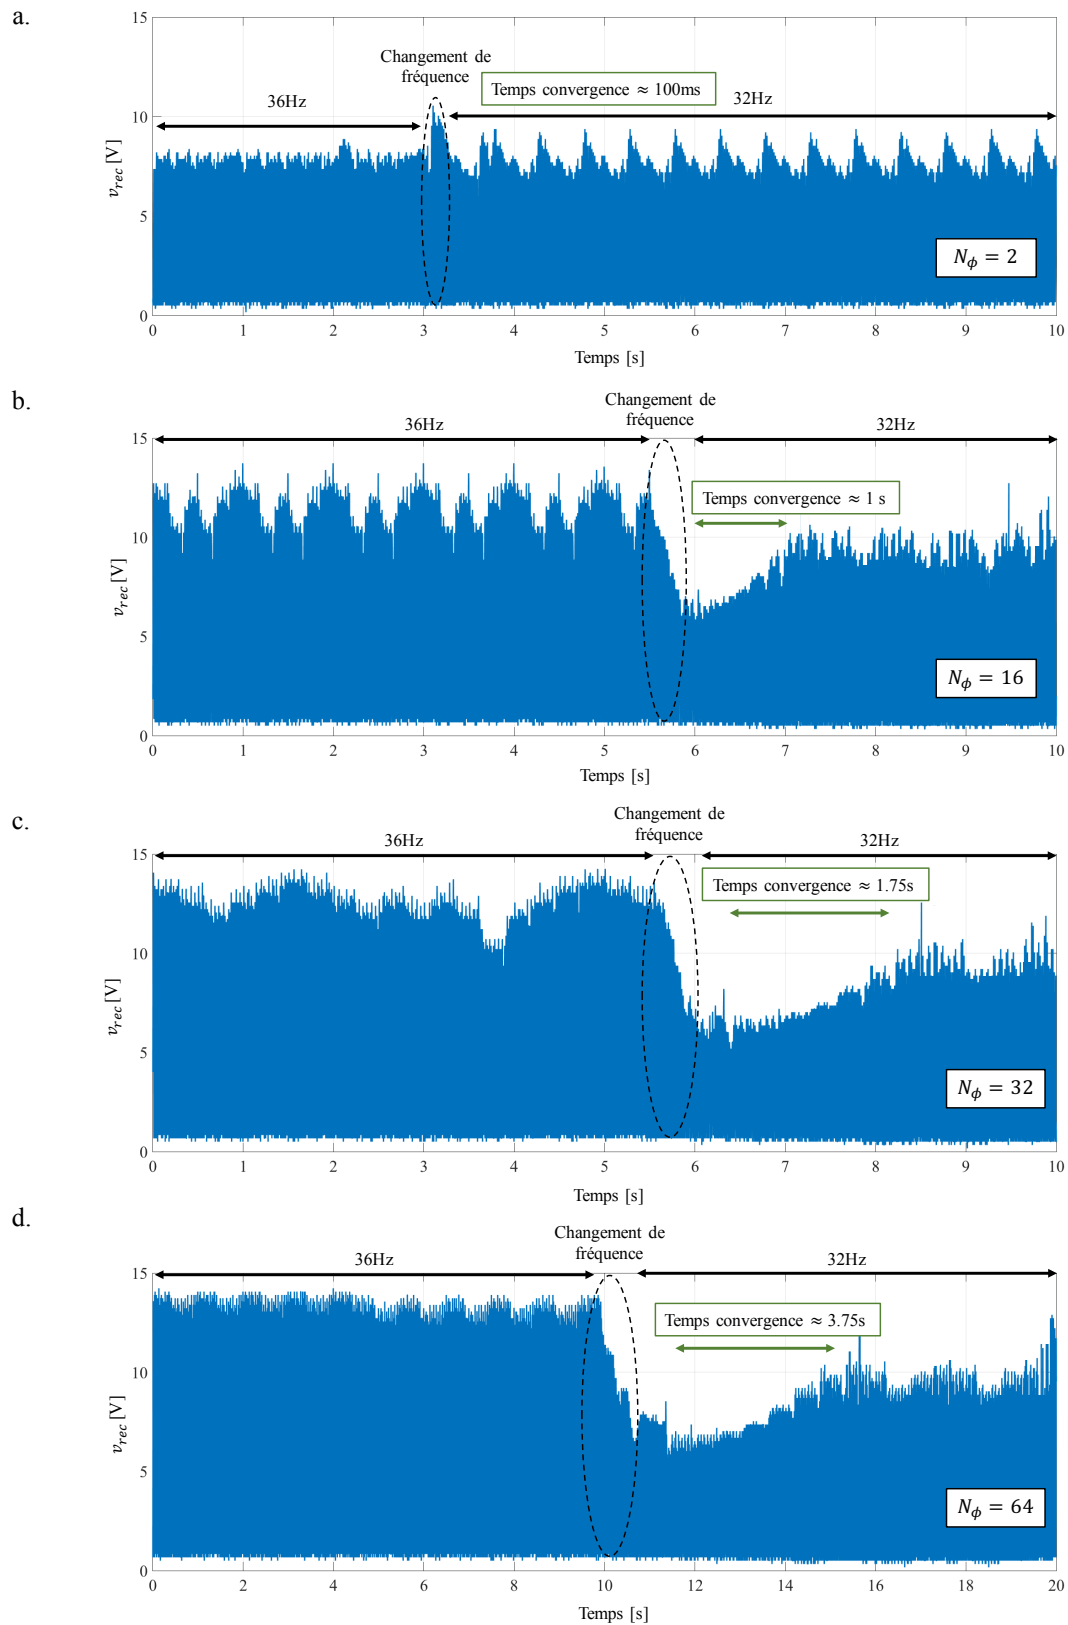 a.
15
Changement de
fréquence
Temps convergence ≈ 100ms
36Hz
32Hz
10
v_rec [V]
5
N_ϕ = 2
0
0 1 2 3 4 5 6 7 8 9 10
Temps [s]
b.
Changement de
fréquence
36Hz
32Hz
15
Temps convergence ≈ 1 s
10
v_rec [V]
5
N_ϕ = 16
0
0 1 2 3 4 5 6 7 8 9 10
Temps [s]
c.
Changement de
fréquence
36Hz
32Hz
15
Temps convergence ≈ 1.75s
10
v_rec [V]
5
N_ϕ = 32
0
0 1 2 3 4 5 6 7 8 9 10
Temps [s]
d.
Changement de
fréquence
36Hz
32Hz
15
Temps convergence ≈ 3.75s
10
v_rec [V]
5
N_ϕ = 64
0
0 2 4 6 8 10 12 14 16 18 20
Temps [s]